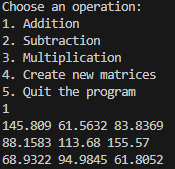 Choose an operation:
1. Addition
2. Subtraction
3. Multiplication
4. Create new matrices
5. Quit the program
1
145.809 61.5632 83.8369
88.1583 113.68 155.57
68.9322 94.9845 61.8052